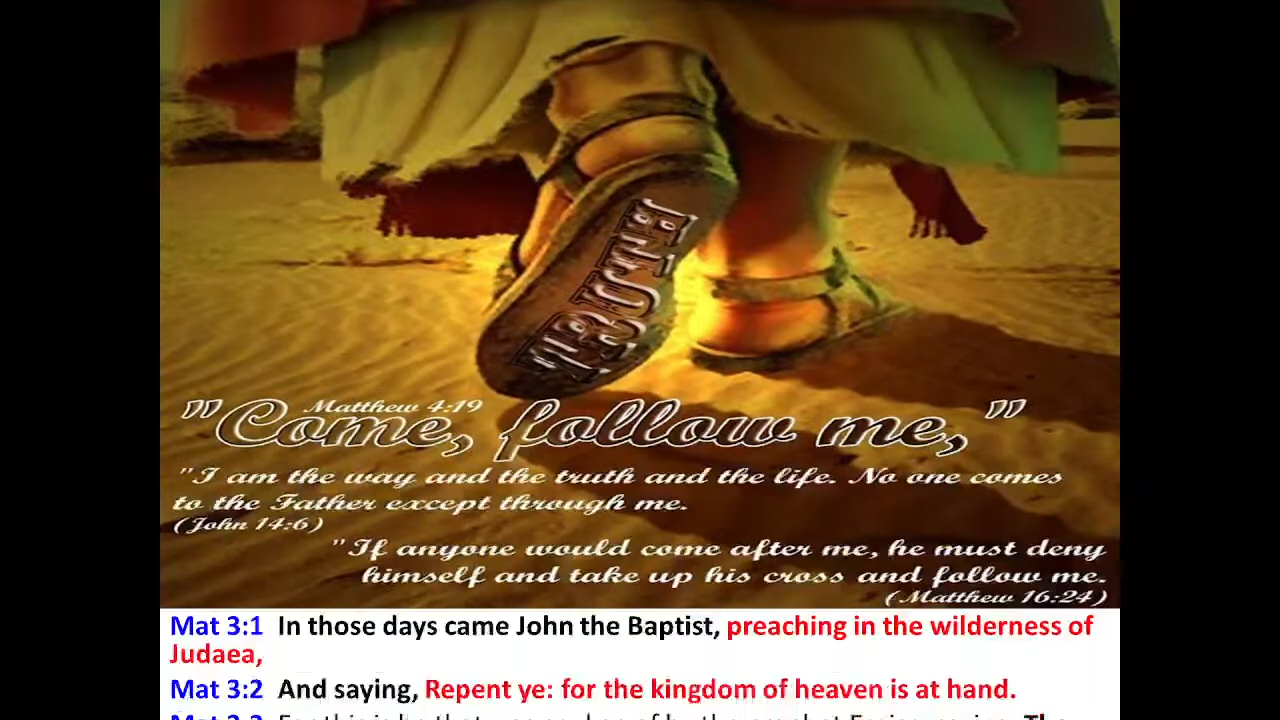 TRUTH
Matthew 4:19
"Come, follow me,"
"I am the way and the truth and the life. No one comes
to the Father except through me.
(John 14:6)
"If anyone would come after me, he must deny
himself and take up his cross and follow me.
(Matthew 16:24)
Mat 3:1 In those days came John the Baptist, preaching in the wilderness of
Judaea,
Mat 3:2 And saying, Repent ye: for the kingdom of heaven is at hand.